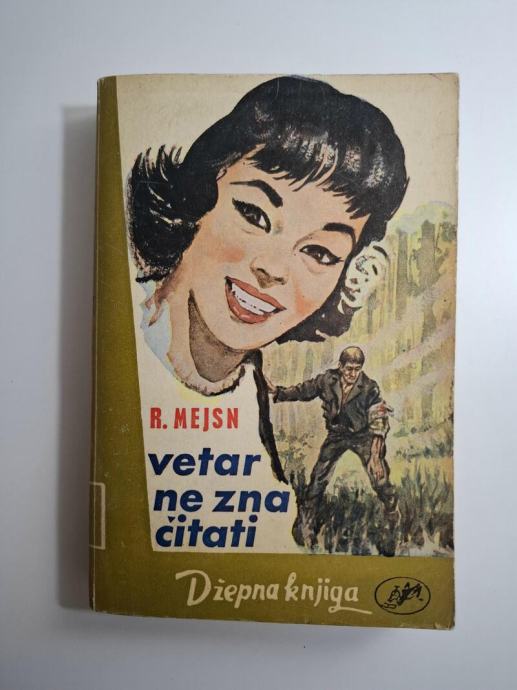 R. MEJSN
vetar
ne zna
čitati
Džepna knjiga